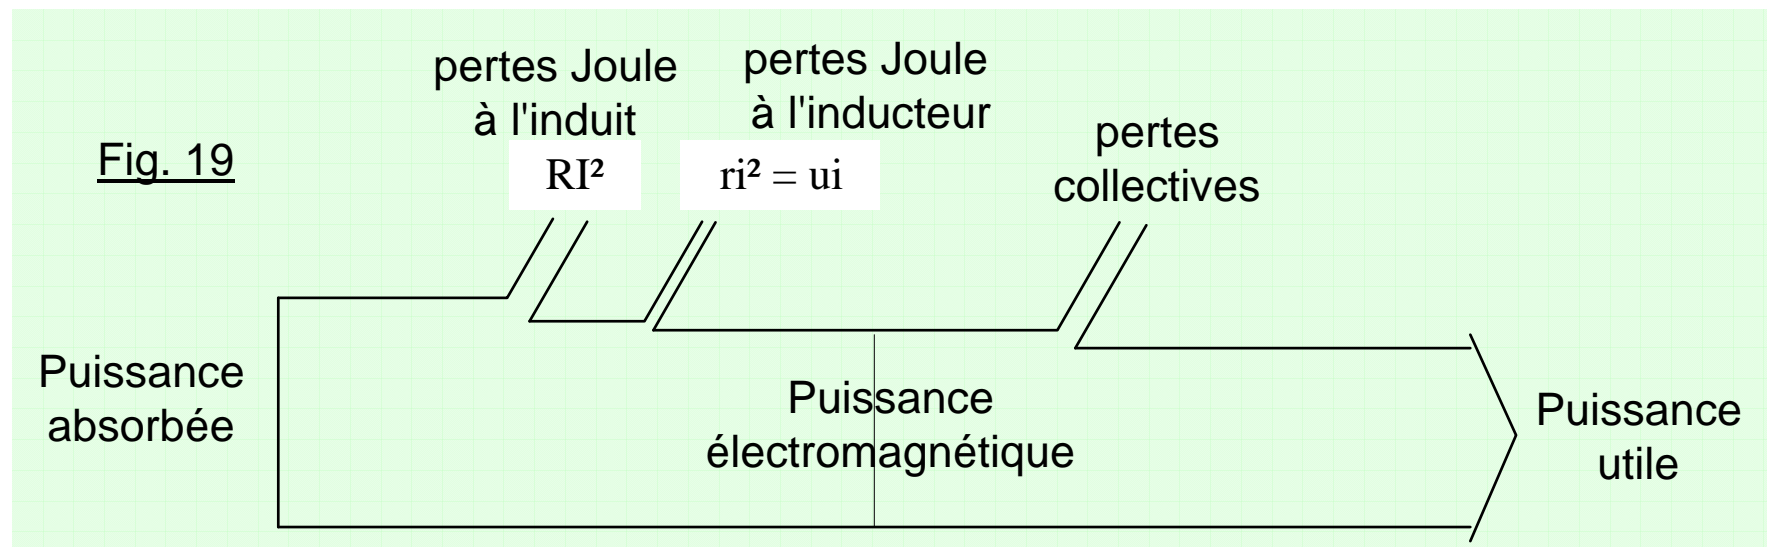 pertes Joule
à l'induit
RI²
pertes Joule
à l'inducteur
ri² = ui
pertes
collectives
Fig. 19
Puissance
absorbée
Puissance
électromagnétique
Puissance
utile